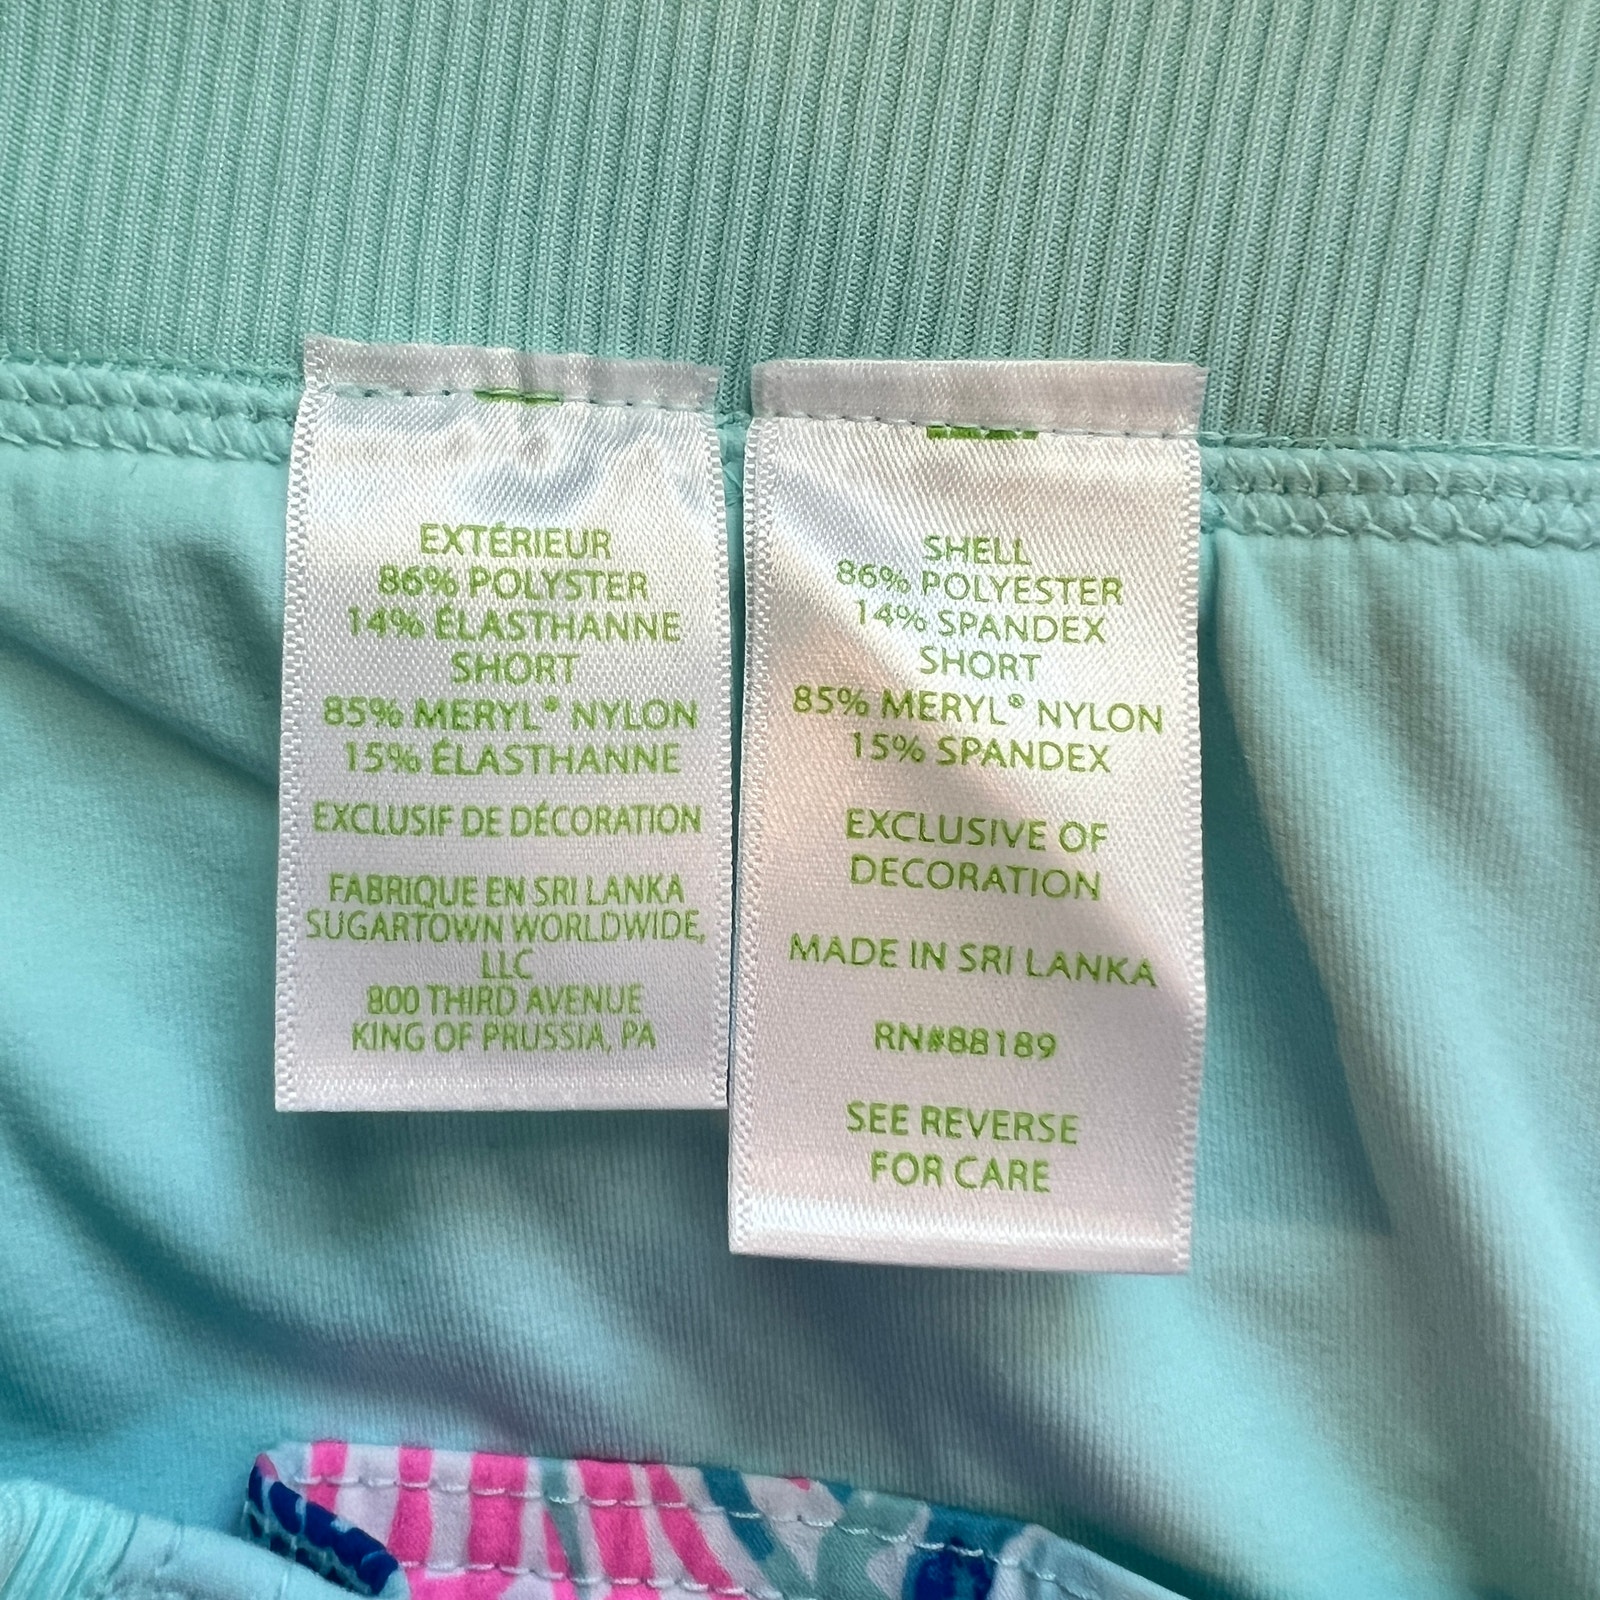 EXTÉRIEUR
86% POLYSTER
14% ÉLASTHANNE
SHORT
85% MERYL® NYLON
15% ÉLASTHANNE
EXCLUSIF DE DÉCORATION
FABRIQUE EN SRI LANKA
SUGARTOWN WORLDWIDE,
LLC
800 THIRD AVENUE
KING OF PRUSSIA, PA
SHELL
86% POLYESTER
14% SPANDEX
SHORT
85% MERYL® NYLON
15% SPANDEX
EXCLUSIVE OF
DECORATION
MADE IN SRI LANKA
RN#88189
SEE REVERSE
FOR CARE